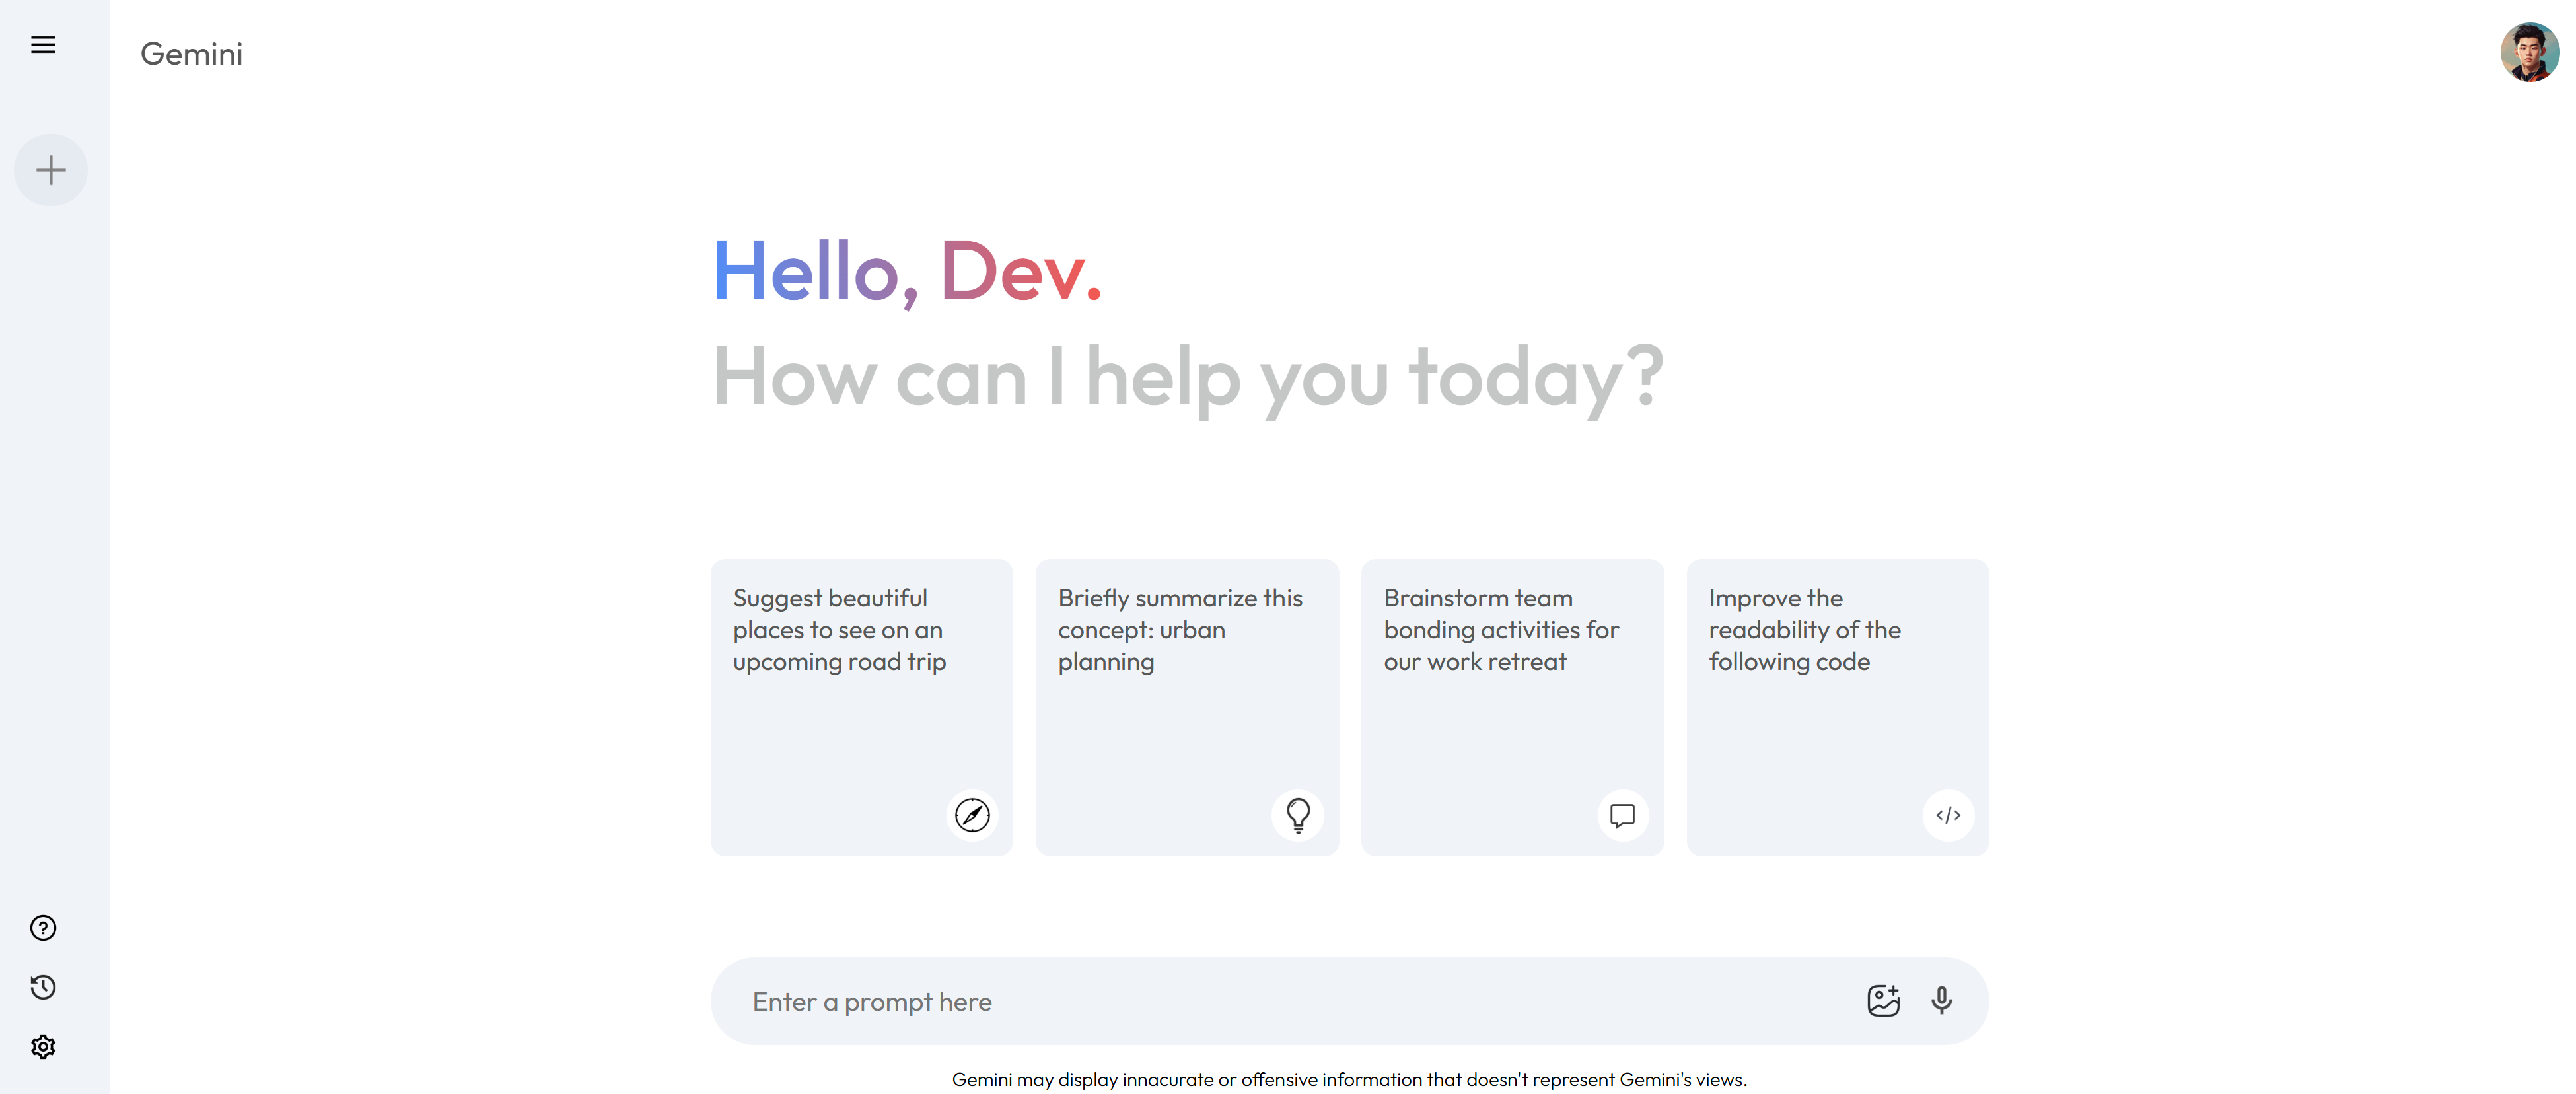 Gemini
Hello, Dev.
How can I help you today?
Suggest beautiful
places to see on an
upcoming road trip
Briefly summarize this
concept: urban
planning
Brainstorm team
bonding activities for
our work retreat
Improve the
readability of the
following code
Enter a prompt here
Gemini may display innacurate or offensive information that doesn't represent Gemini's views.